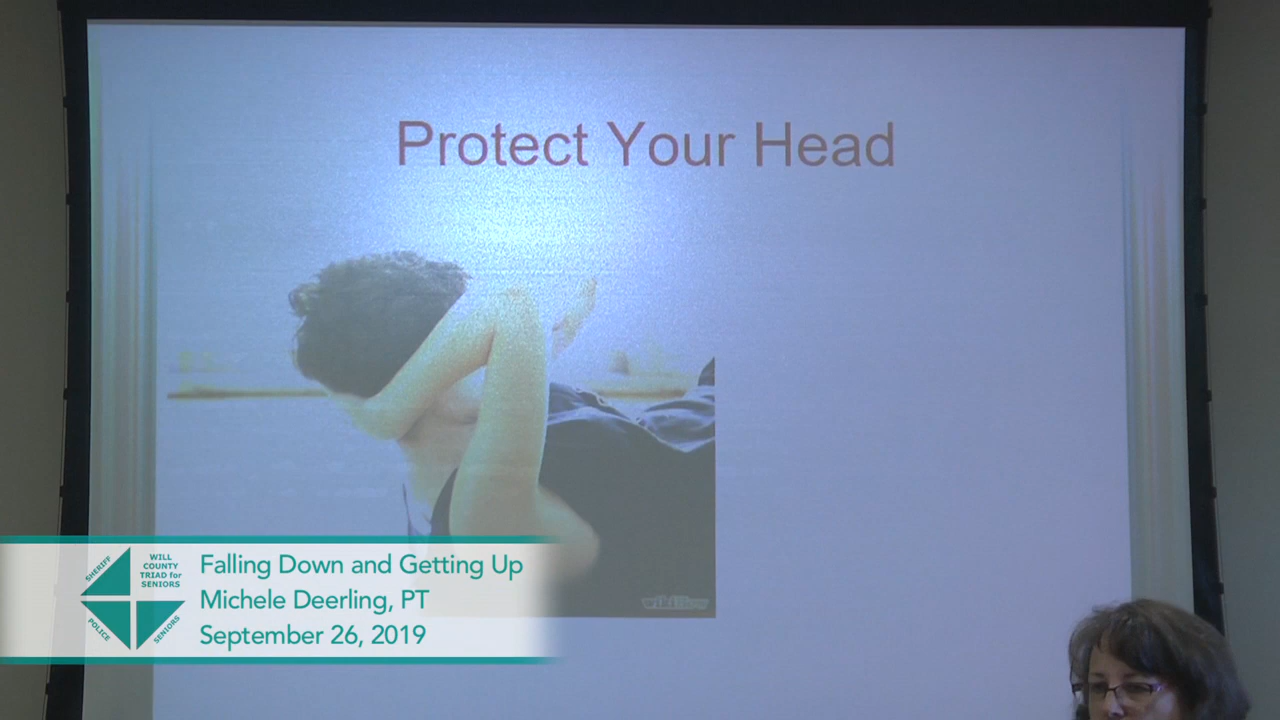 Protect Your Head
wikiHow
SHERIFF
WILL
COUNTY
TRIAD for
SENIORS
POLICE
SENIORS
Falling Down and Getting Up
Michele Deerling, PT
September 26, 2019